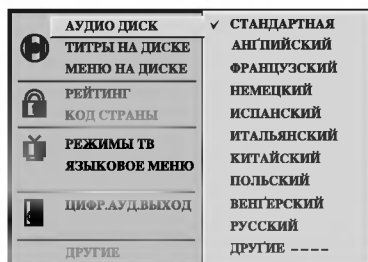 АУДИО ДИСК
ТИТРЫ НА ДИСКЕ
МЕНЮ НА ДИСКЕ
РЕЙТИНГ
КОД СТРАНЫ
РЕЖИМЫ ТВ
ЯЗЫКОВОЕ МЕНЮ
ЦИФР.АУД.ВЫХОД
ДРУГИЕ
✓ СТАНДАРТНАЯ
АНГЛИЙСКИЙ
ФРАНЦУЗСКИЙ
НЕМЕЦКИЙ
ИСПАНСКИЙ
ИТАЛЬЯНСКИЙ
КИТАЙСКИЙ
ПОЛЬСКИЙ
ВЕНГЕРСКИЙ
РУССКИЙ
ДРУГИЕ ----